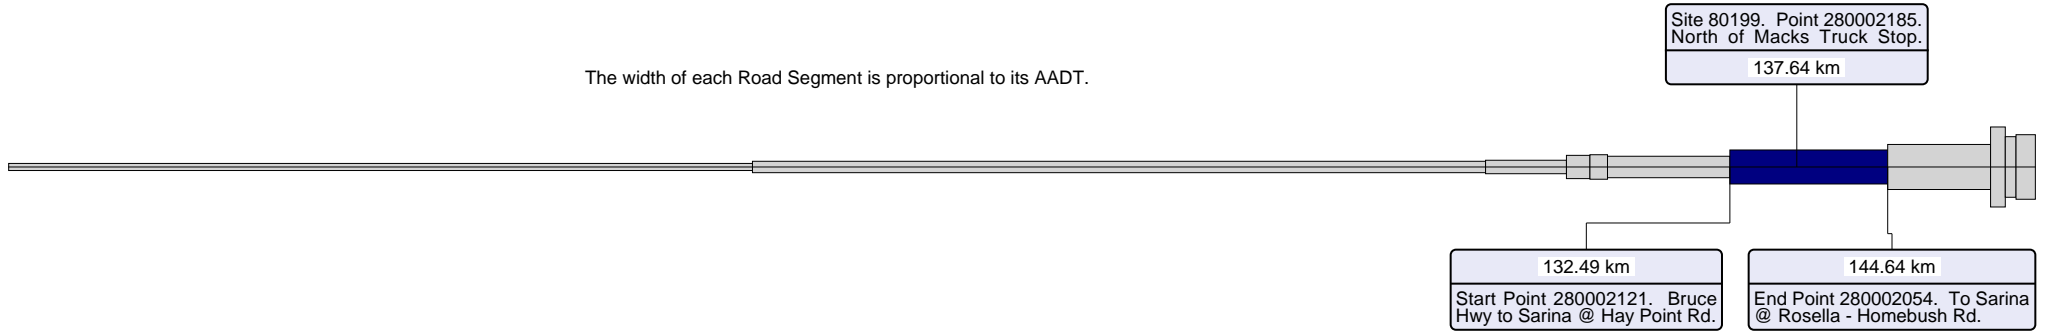 Site 80199. Point 280002185.
North of Macks Truck Stop.
137.64 km
The width of each Road Segment is proportional to its AADT.
132.49 km
Start Point 280002121. Bruce
Hwy to Sarina @ Hay Point Rd.
144.64 km
End Point 280002054. To Sarina
@ Rosella - Homebush Rd.